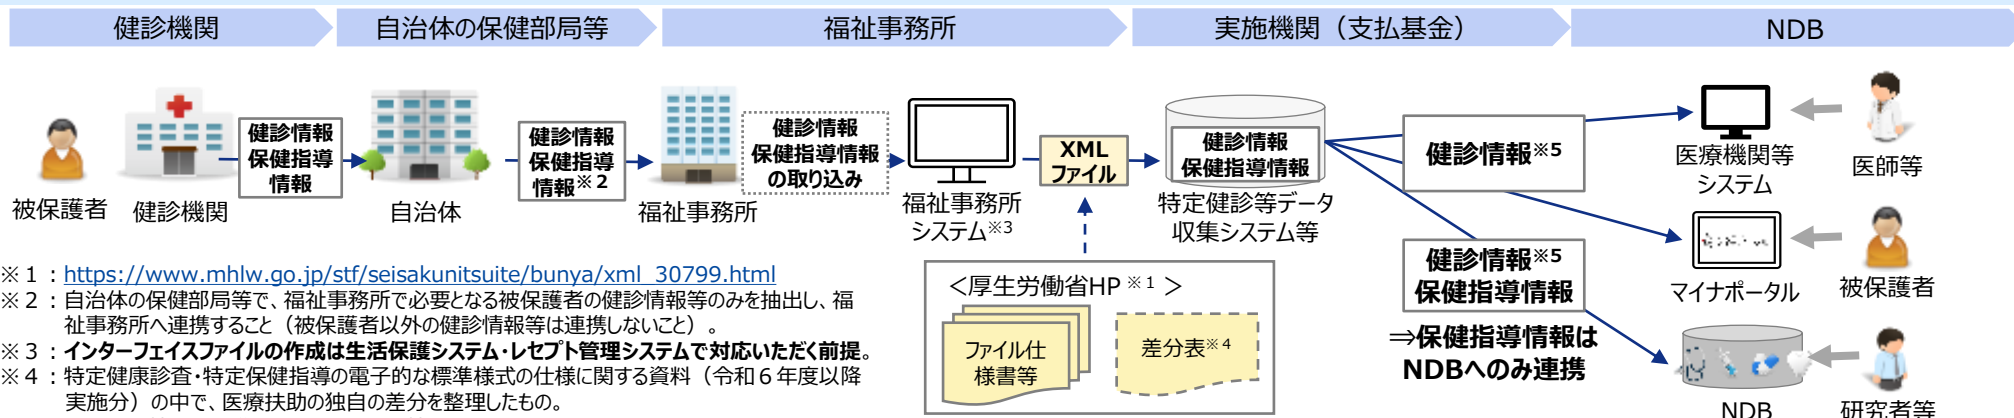 健診機関
自治体の保健部局等
福祉事務所
実施機関（支払基金）
NDB
被保護者
健診機関
健診情報
保健指導
情報
自治体
健診情報
保健指導
情報※２
福祉事務所
健診情報
保健指導情報
の取り込み
福祉事務所
システム※3
XML
ファイル
健診情報
保健指導情報
特定健診等データ
収集システム等
健診情報※5
医療機関等
システム
医師等
健診情報※5
保健指導情報
⇒保健指導情報は
NDBへのみ連携
マイナポータル
被保護者
NDB
研究者等
＜厚生労働省HP※１＞
ファイル仕
様書等
差分表※４
※１：https://www.mhlw.go.jp/stf/seisakunitsuite/bunya/xml_30799.html
※２：自治体の保健部局等で、福祉事務所で必要となる被保護者の健診情報等のみを抽出し、福
祉事務所へ連携すること（被保護者以外の健診情報等は連携しないこと）。
※３：インターフェイスファイルの作成は生活保護システム・レセプト管理システムで対応いただく前提。
※４：特定健康診査・特定保健指導の電子的な標準様式の仕様に関する資料（令和６年度以降
実施分）の中で、医療扶助の独自の差分を整理したもの。